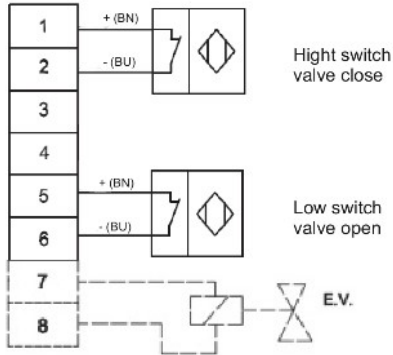 1 + (BN)
2 - (BU)
Hight switch
valve close
3
4
5 + (BN)
6 - (BU)
Low switch
valve open
7
8
E.V.